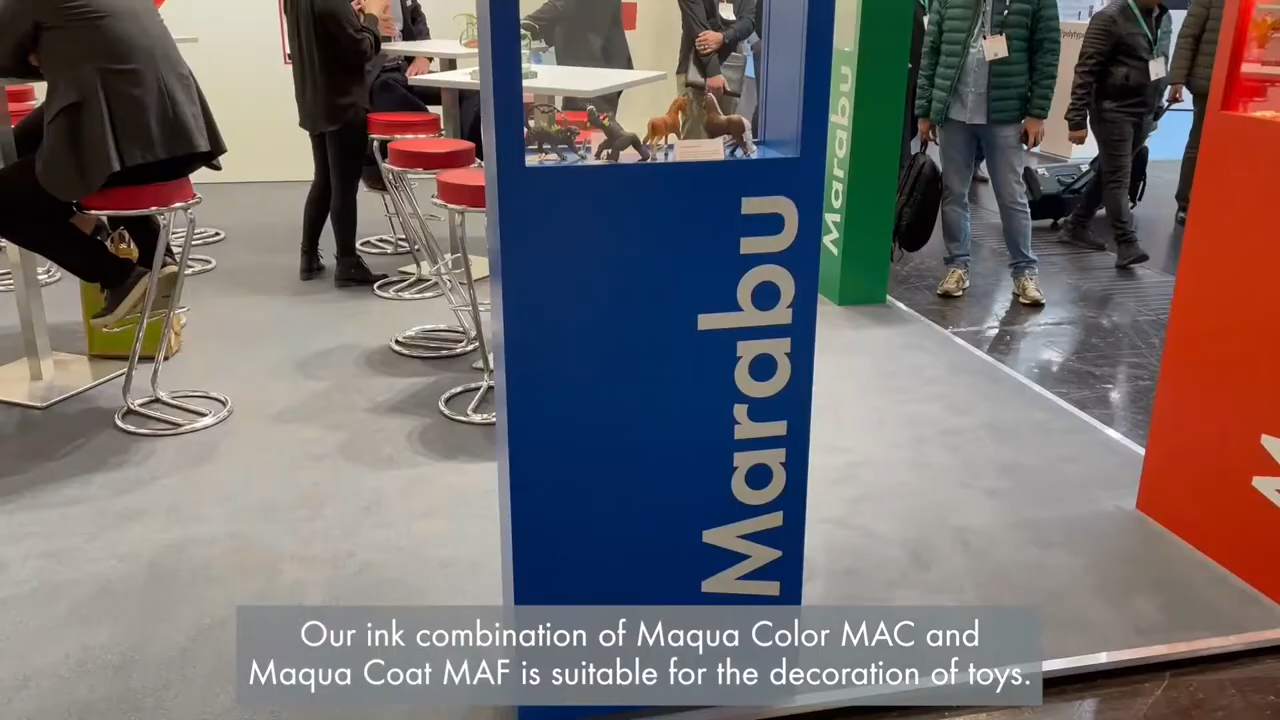 polytype
Marabu
Marabu
M
Our ink combination of Maqua Color MAC and
Maqua Coat MAF is suitable for the decoration of toys.